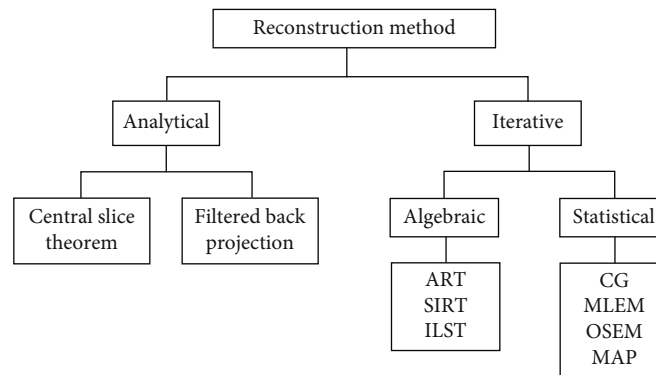 Reconstruction method
Analytical
Iterative
Central slice
theorem
Filtered back
projection
Algebraic
Statistical
ART
SIRT
ILST
CG
MLEM
OSEM
MAP